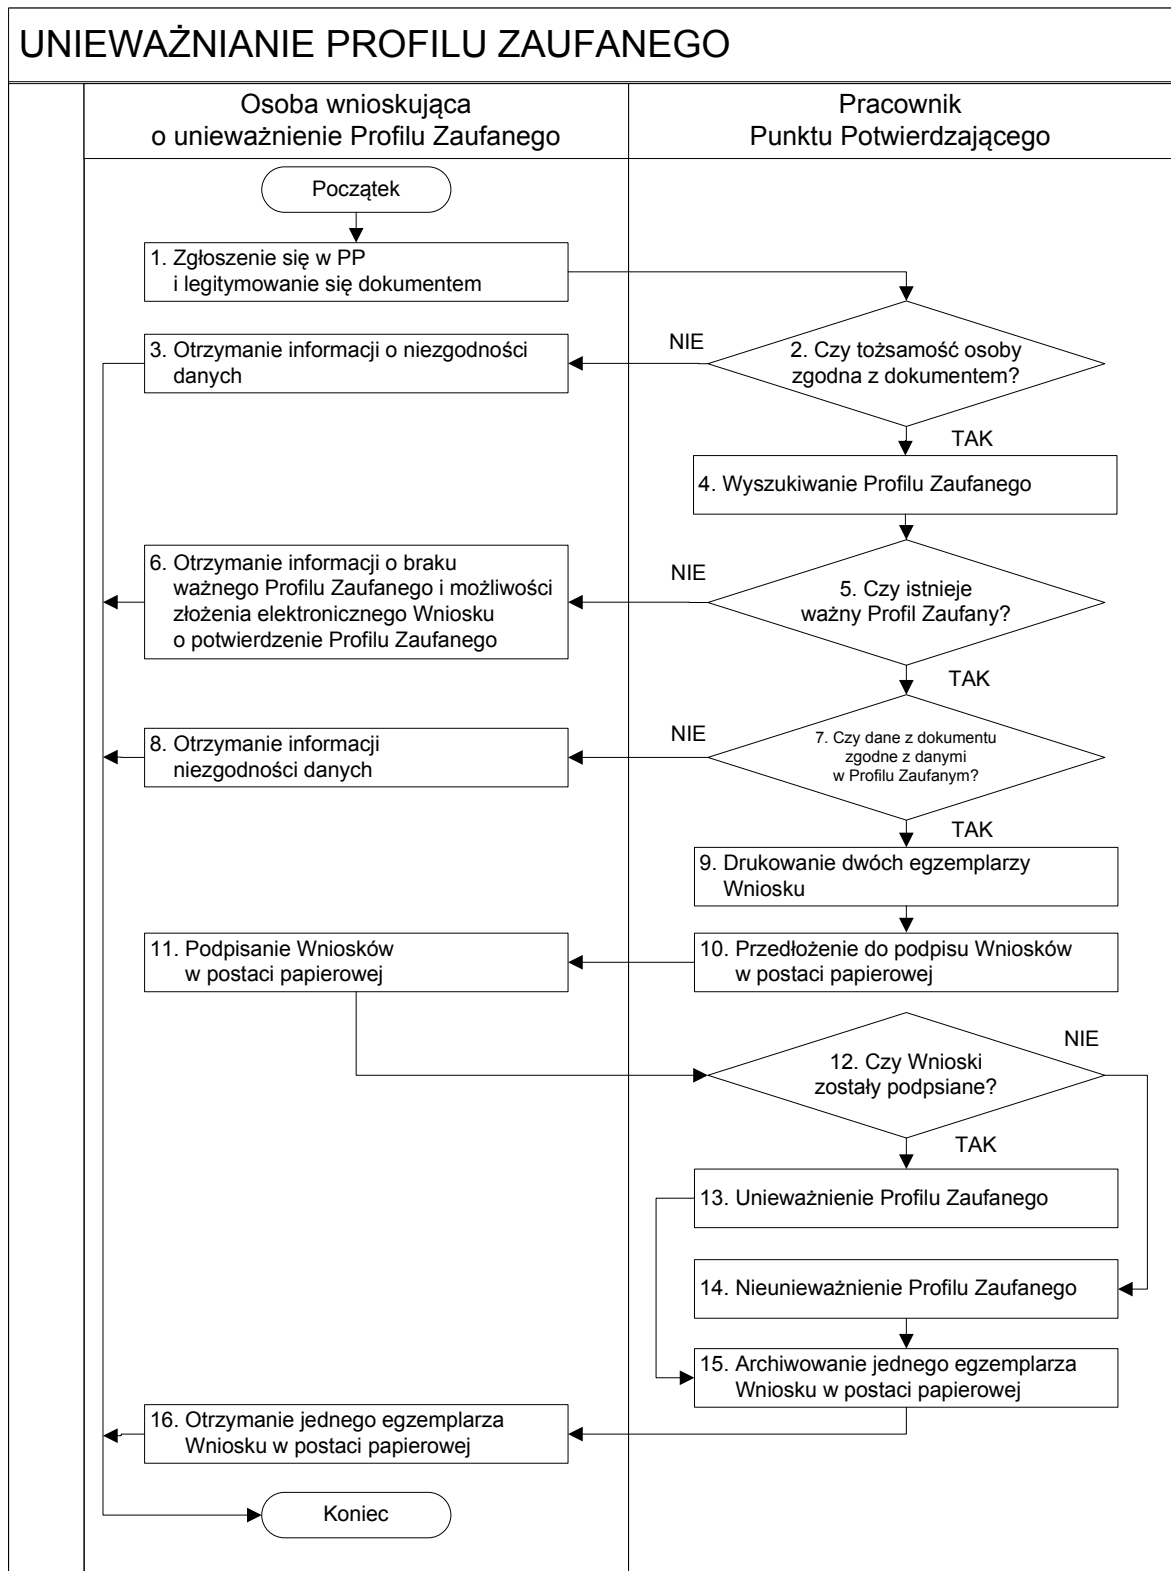 UNIEWAŻNIANIE PROFILU ZAUFANEGO
Osoba wnioskująca
o unieważnienie Profilu Zaufanego
Pracownik
Punktu Potwierdzającego
Początek
1. Zgłoszenie się w PP
i legitymowanie się dokumentem
2. Czy tożsamość osoby
zgodna z dokumentem?
NIE
3. Otrzymanie informacji o niezgodności
danych
TAK
4. Wyszukiwanie Profilu Zaufanego
5. Czy istnieje
ważny Profil Zaufany?
NIE
6. Otrzymanie informacji o braku
ważnego Profilu Zaufanego i możliwości
złożenia elektronicznego Wniosku
o potwierdzenie Profilu Zaufanego
TAK
7. Czy dane z dokumentu
zgodne z danymi
w Profilu Zaufanym?
NIE
8. Otrzymanie informacji
niezgodności danych
TAK
9. Drukowanie dwóch egzemplarzy
Wniosku
10. Przedłożenie do podpisu Wniosków
w postaci papierowej
11. Podpisanie Wniosków
w postaci papierowej
12. Czy Wnioski
zostały podpsiane?
NIE
TAK
13. Unieważnienie Profilu Zaufanego
14. Nieunieważnienie Profilu Zaufanego
15. Archiwowanie jednego egzemplarza
Wniosku w postaci papierowej
16. Otrzymanie jednego egzemplarza
Wniosku w postaci papierowej
Koniec